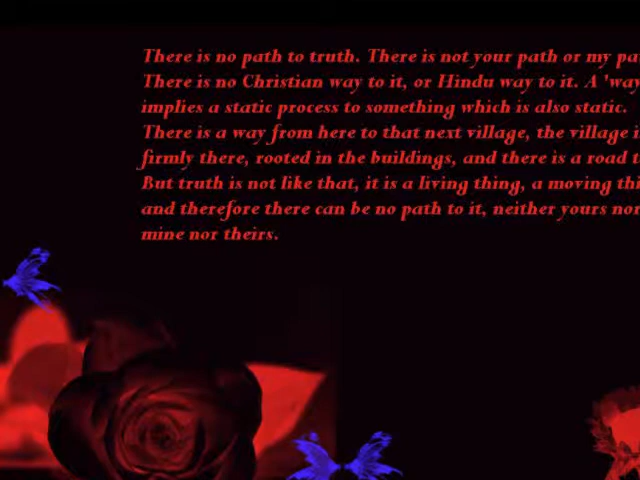 There is no path to truth. There is not your path or my
There is no Christian way to it, or Hindu way to it. A 'way
implies a static process to something which is also static.
There is a way from here to that next village, the village
firmly there, rooted in the buildings, and there is a road
But truth is not like that, it is a living thing, a moving
and therefore there can be no path to it, neither yours nor
mine nor theirs.